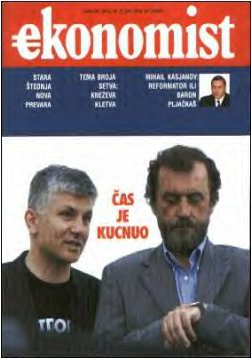 ekonomist
STARA
ŠTEDNJA
NOVA
PREVARA
TEMA BROJA
SETVA:
KNEŽEVA
KLETVA
MIHAIL KASJANOV:
REFORMATOR ILI
BARON
PLJAČKAŠ
ČAS
JE
KUCNUO